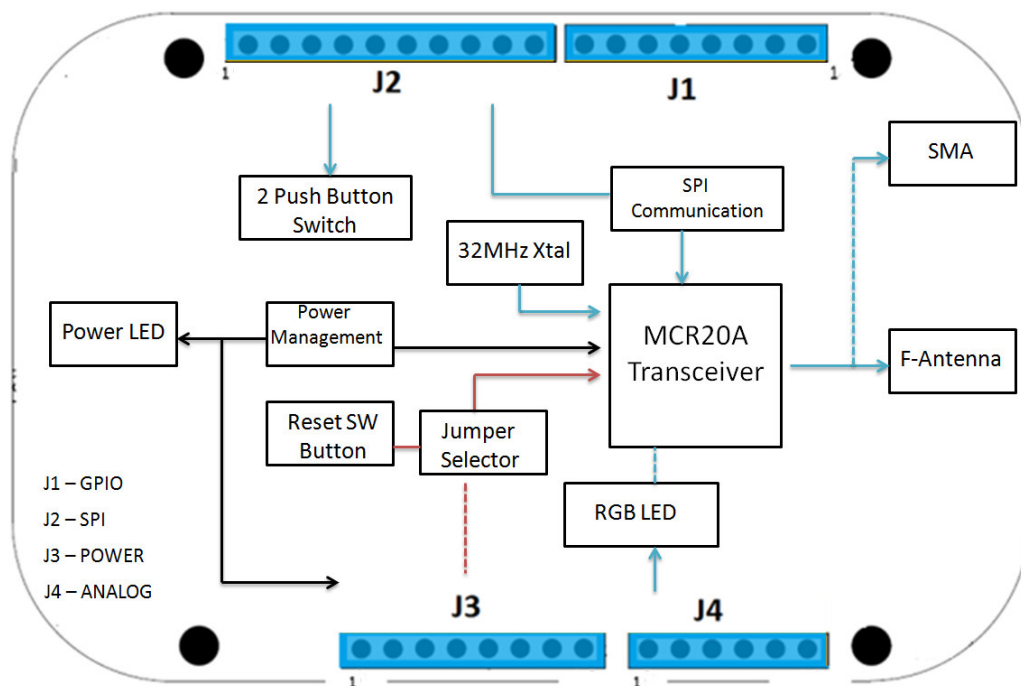 1
J2
J1
1
SMA
2 Push Button
Switch
SPI
Communication
32MHz Xtal
Power LED
Power
Management
MCR20A
Transceiver
F-Antenna
Reset SW
Button
Jumper
Selector
J1 – GPIO
J2 – SPI
J3 – POWER
J4 – ANALOG
RGB LED
J3
J4
1
1